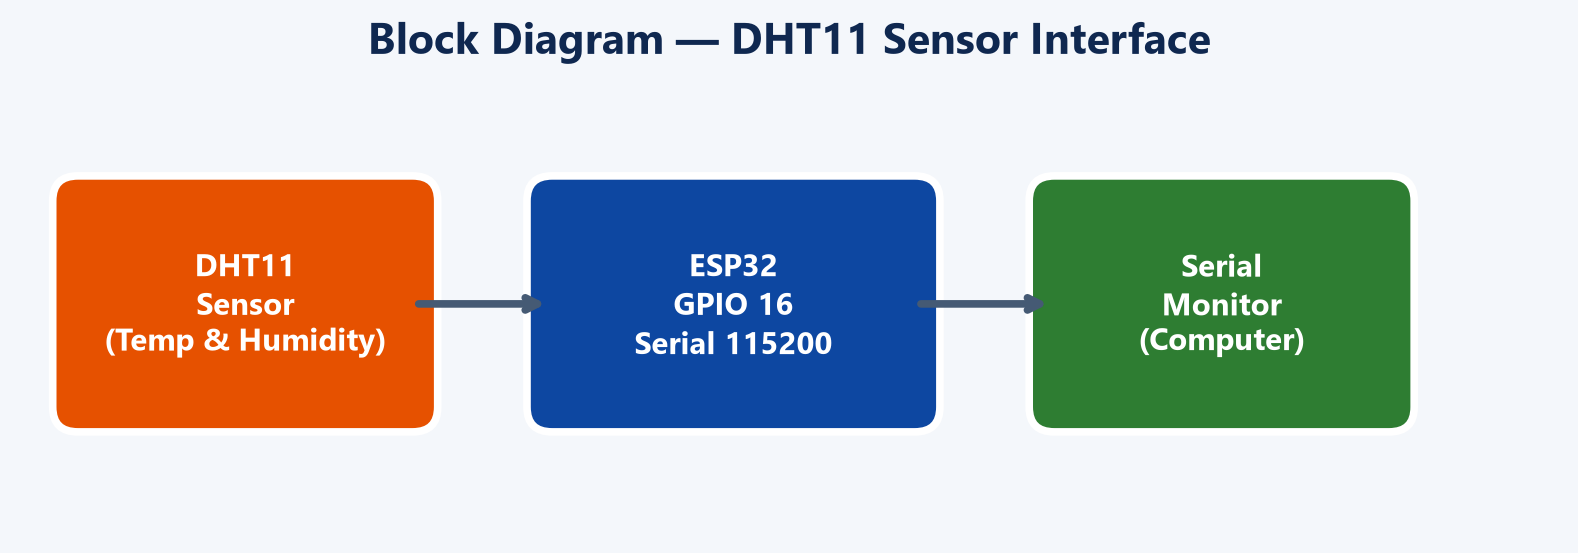 Block Diagram — DHT11 Sensor Interface
DHT11
Sensor
(Temp & Humidity)
ESP32
GPIO 16
Serial 115200
Serial
Monitor
(Computer)